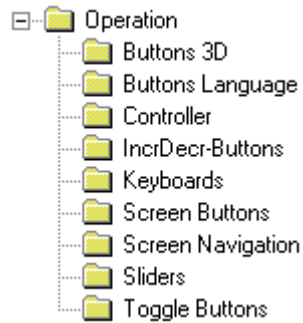 Operation
Buttons 3D
Buttons Language
Controller
IncrDecr-Buttons
Keyboards
Screen Buttons
Screen Navigation
Sliders
Toggle Buttons